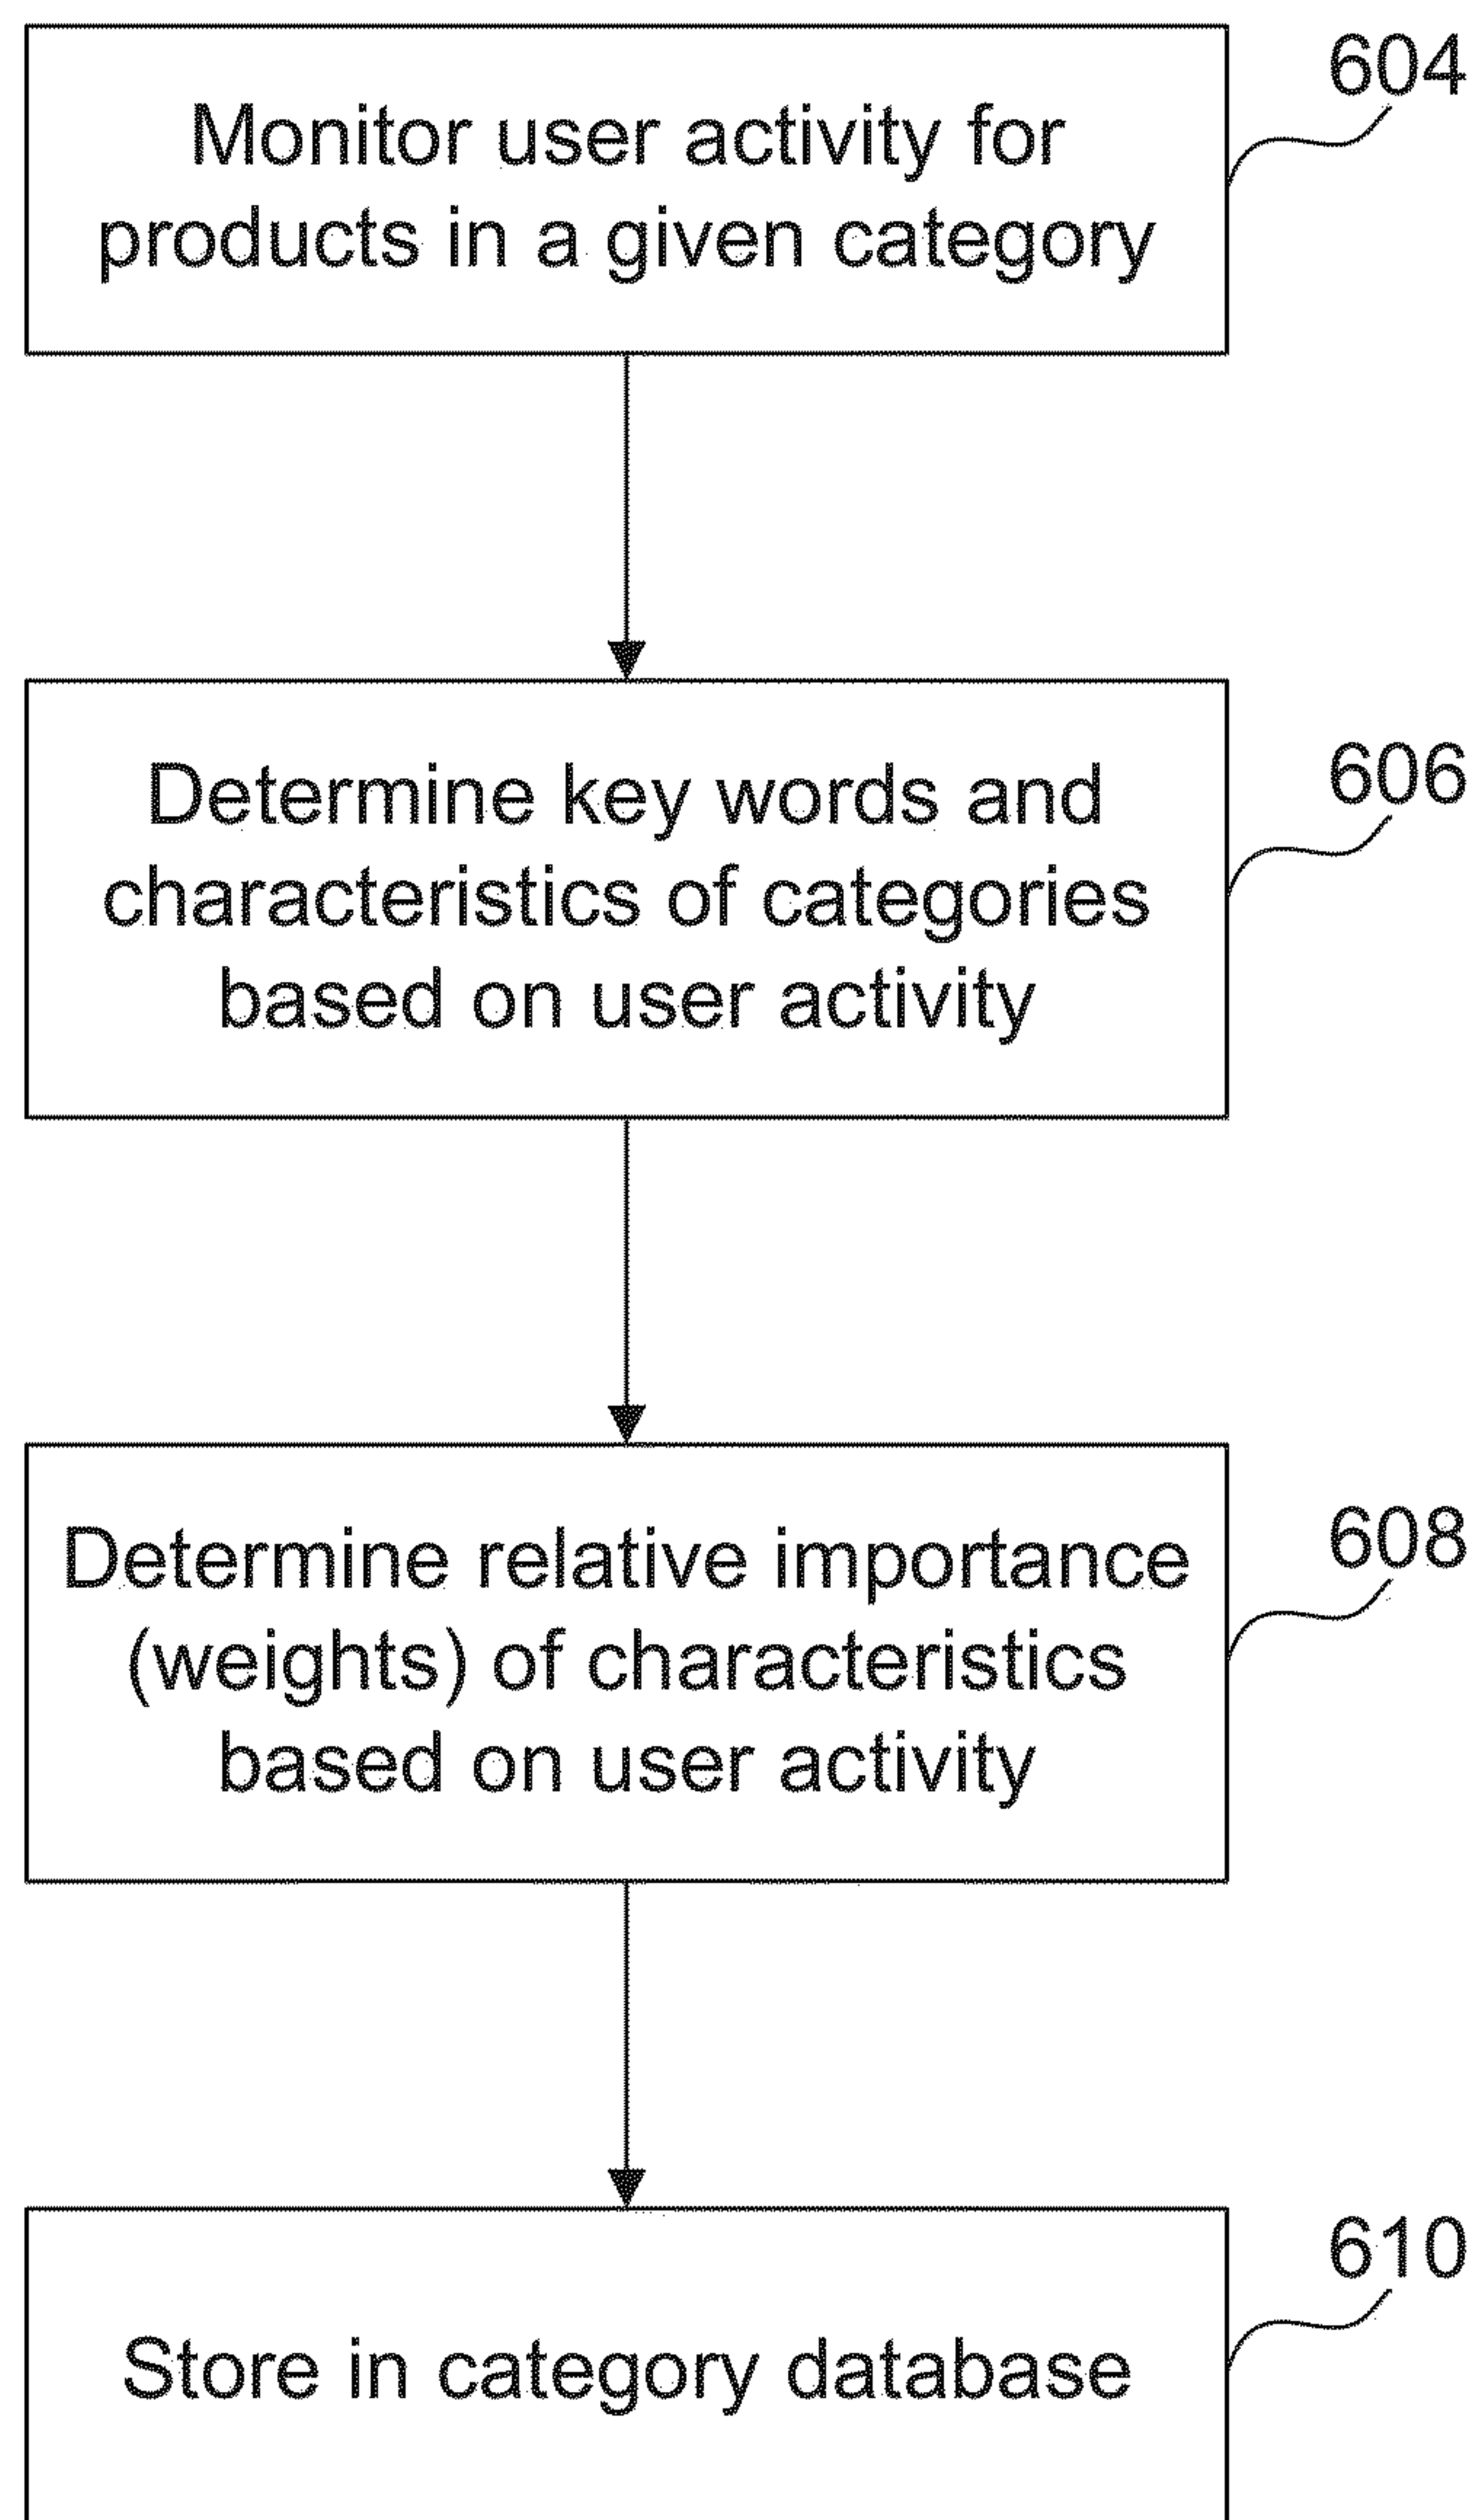 Monitor user activity for
products in a given category
604
Determine key words and
characteristics of categories
based on user activity
606
Determine relative importance
(weights) of characteristics
based on user activity
608
Store in category database
610